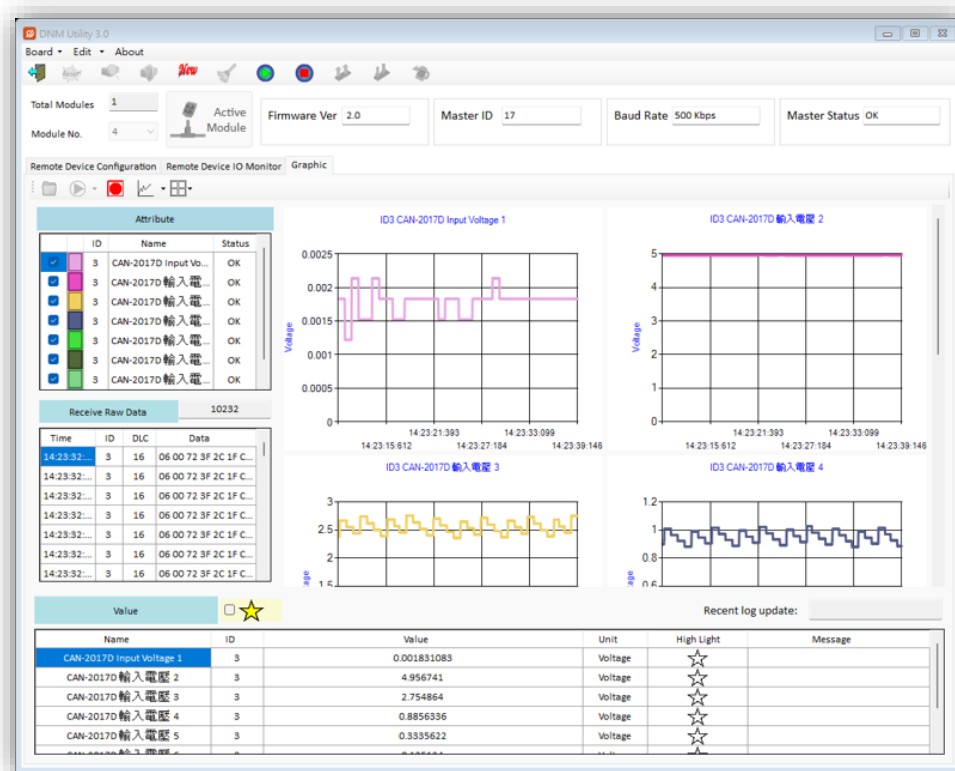 DNM Utility 3.0
Board Edit About
New
Total Modules 1
Module No. 4
Active Module
Firmware Ver 2.0
Master ID 17
Baud Rate 500 Kbps
Master Status OK
Remote Device Configuration Remote Device IO Monitor Graphic
Attribute
ID Name Status
3 CAN-2017D Input Vo... OK
3 CAN-2017D 輸入電... OK
3 CAN-2017D 輸入電... OK
3 CAN-2017D 輸入電... OK
3 CAN-2017D 輸入電... OK
3 CAN-2017D 輸入電... OK
3 CAN-2017D 輸入電... OK
Receive Raw Data 10232
Time ID DLC Data
14:23:32:... 3 16 06 00 72 3F 2C 1F C...
14:23:32:... 3 16 06 00 72 3F 2C 1F C...
14:23:32:... 3 16 06 00 72 3F 2C 1F C...
14:23:32:... 3 16 06 00 72 3F 2C 1F C...
14:23:32:... 3 16 06 00 72 3F 2C 1F C...
14:23:32:... 3 16 06 00 72 3F 2C 1F C...
14:23:32:... 3 16 06 00 72 3F 2C 1F C...
ID3 CAN-2017D Input Voltage 1
0.0025
0.002
0.0015
0.001
0.0005
0
Voltage
14:23:21:393 14:23:33:099
14:23:15:612 14:23:27:184 14:23:39:146
ID3 CAN-2017D 輸入電壓 2
5
4
3
2
1
0
Voltage
14:23:21:393 14:23:33:099
14:23:15:612 14:23:27:184 14:23:39:146
ID3 CAN-2017D 輸入電壓 3
3
2.5
2
1.5
ID3 CAN-2017D 輸入電壓 4
1.2
1
0.8
0.6
Value
Recent log update:
Name ID Value Unit High Light Message
CAN-2017D Input Voltage 1 3 0.001831083 Voltage
CAN-2017D 輸入電壓 2 3 4.956741 Voltage
CAN-2017D 輸入電壓 3 3 2.754864 Voltage
CAN-2017D 輸入電壓 4 3 0.8856336 Voltage
CAN-2017D 輸入電壓 5 3 0.3335622 Voltage